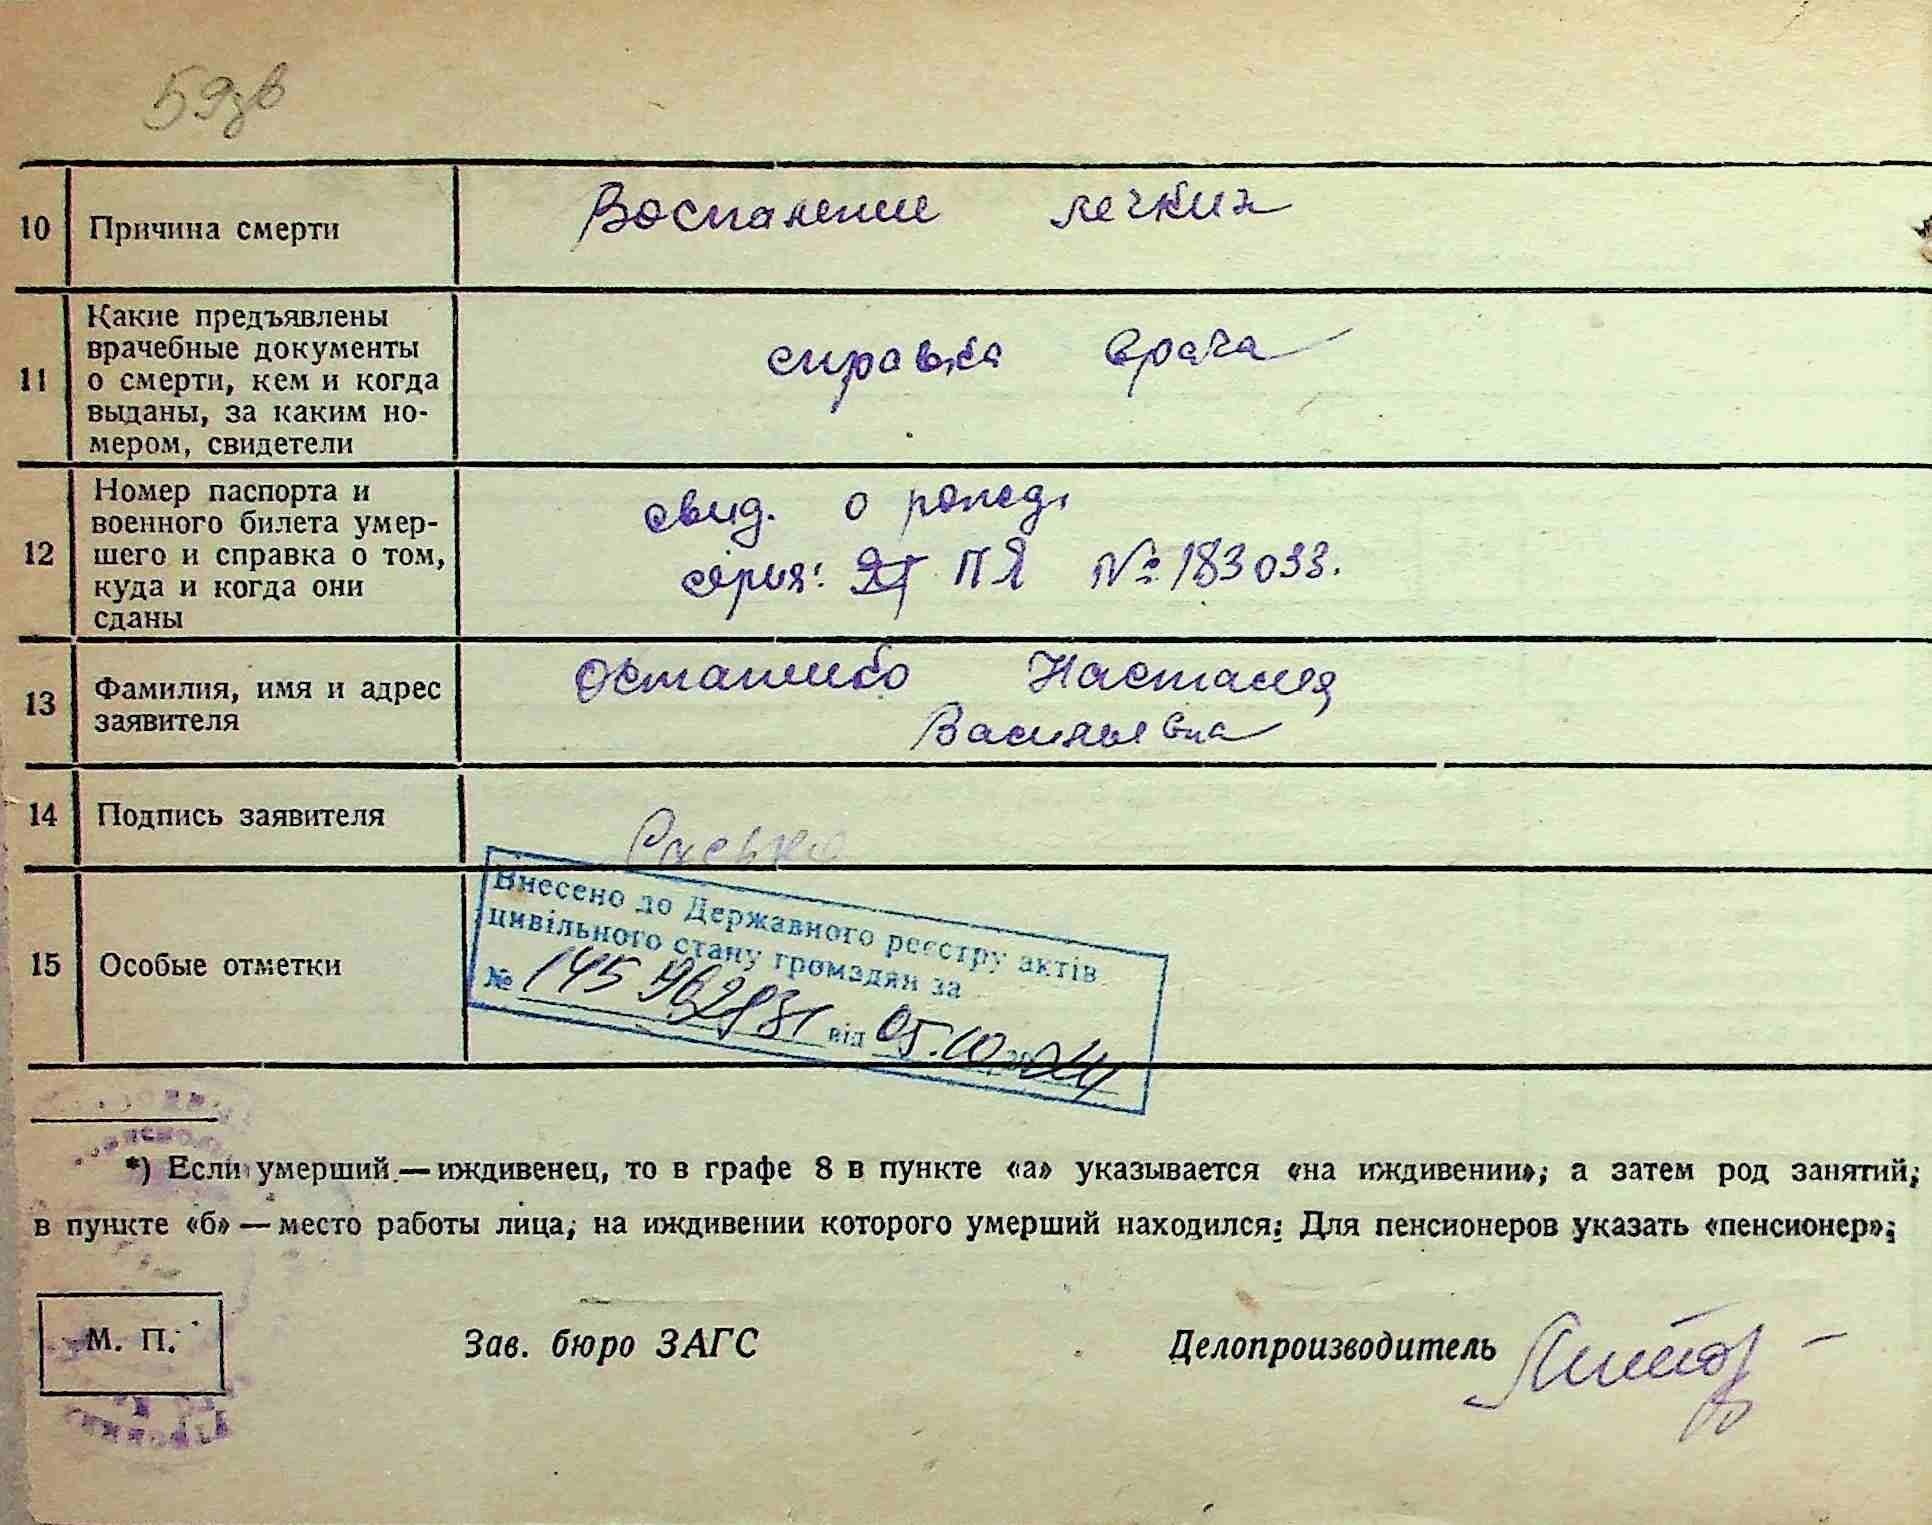 59зв
10 Причина смерти Воспаление легких
11 Какие предъявлены
врачебные документы
о смерти, кем и когда
выданы, за каким но-
мером, свидетели
справка врача
12 Номер паспорта и
военного билета умер-
шего и справка о том,
куда и когда они
сданы
свид. о рожд.
серия: ПЯ № 183033.
13 Фамилия, имя и адрес
заявителя
Настасия
Васильевна
14 Подпись заявителя
15 Особые отметки
Внесено до Державного реєстру актів
цивільного стану громадян за
№ 145 962931 від 05.10.2024
*) Если умерший — иждивенец, то в графе 8 в пункте «а» указывается «на иждивении»; а затем род занятий;
в пункте «б» — место работы лица, на иждивении которого умерший находился; Для пенсионеров указать «пенсионер»;
М. П.
Зав. бюро ЗАГС
Делопроизводитель